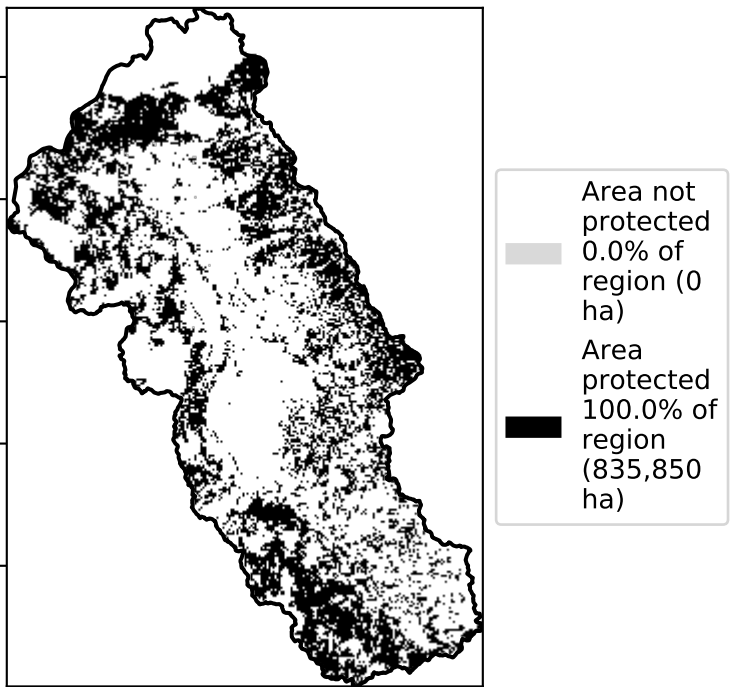 Area not
protected
0.0% of
region (0
ha)
Area
protected
100.0% of
region
(835,850
ha)